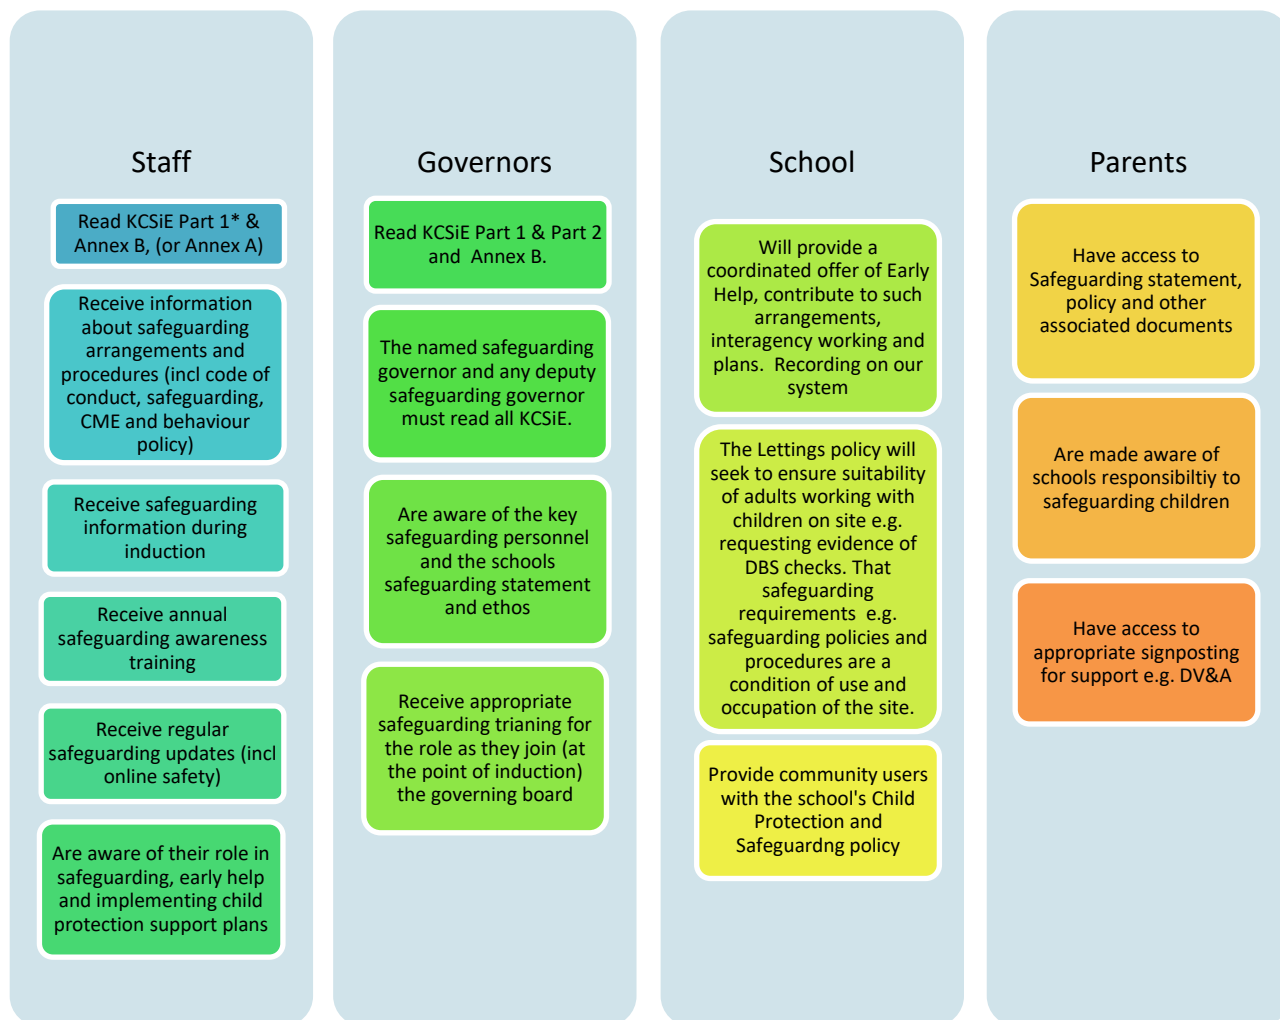 Staff
Read KCSiE Part 1* &
Annex B, (or Annex A)
Receive information
about safeguarding
arrangements and
procedures (incl code of
conduct, safeguarding,
CME and behaviour
policy)
Receive safeguarding
information during
induction
Receive annual
safeguarding awareness
training
Receive regular
safeguarding updates (incl
online safety)
Are aware of their role in
safeguarding, early help
and implementing child
protection support plans
Governors
Read KCSiE Part 1 & Part 2
and Annex B.
The named safeguarding
governor and any deputy
safeguarding governor
must read all KCSiE.
Are aware of the key
safeguarding personnel
and the schools
safeguarding statement
and ethos
Receive appropriate
safeguarding trianing for
the role as they join (at
the point of induction)
the governing board
School
Will provide a
coordinated offer of Early
Help, contribute to such
arrangements,
interagency working and
plans. Recording on our
system
The Lettings policy will
seek to ensure suitability
of adults working with
children on site e.g.
requesting evidence of
DBS checks. That
safeguarding
requirements e.g.
safeguarding policies and
procedures are a
condition of use and
occupation of the site.
Provide community users
with the school's Child
Protection and
Safeguardng policy
Parents
Have access to
Safeguarding statement,
policy and other
associated documents
Are made aware of
schools responsibiltiy to
safeguarding children
Have access to
appropriate signposting
for support e.g. DV&A